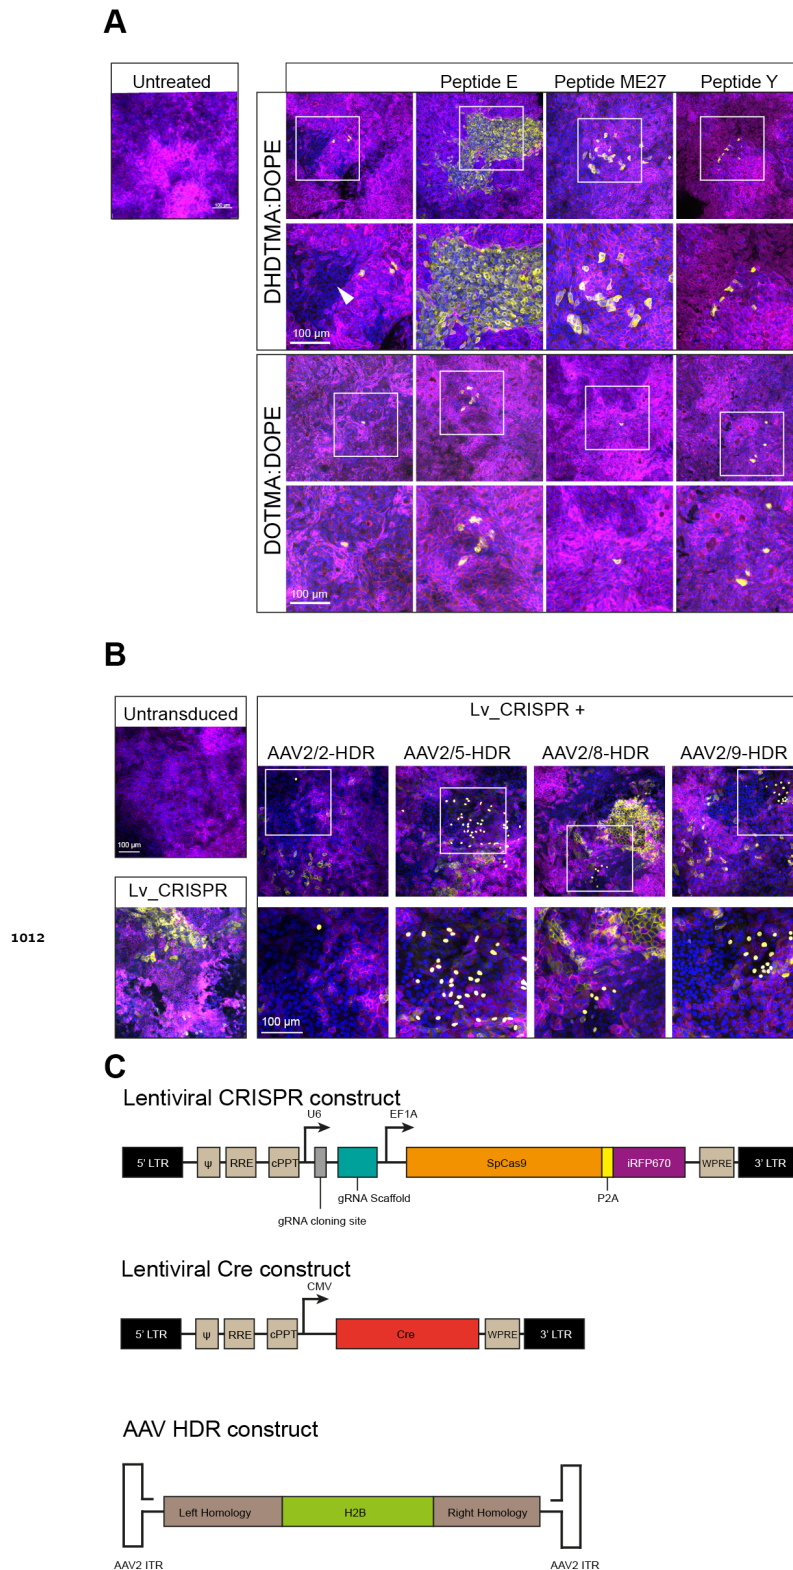 A
Untreated
Peptide E Peptide ME27 Peptide Y
100 µm
DHDTMA:DOPE
100 µm
DOTMA:DOPE
100 µm
B
Untransduced
Lv_CRISPR +
AAV2/2-HDR AAV2/5-HDR AAV2/8-HDR AAV2/9-HDR
100 µm
Lv_CRISPR
1012
100 µm
C
Lentiviral CRISPR construct
U6 EF1A
5' LTR ψ RRE cPPT SpCas9 iRFP670 WPRE 3' LTR
gRNA Scaffold P2A
gRNA cloning site
Lentiviral Cre construct
CMV
5' LTR ψ RRE cPPT Cre WPRE 3' LTR
AAV HDR construct
Left Homology H2B Right Homology
AAV2 ITR AAV2 ITR